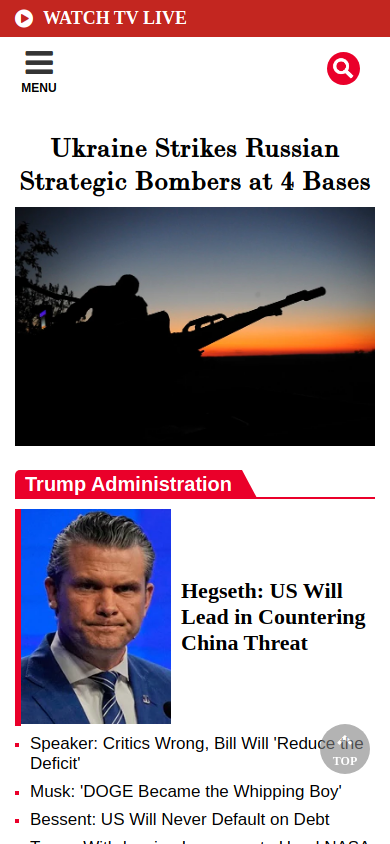 WATCH TV LIVE
MENU
Ukraine Strikes Russian
Strategic Bombers at 4 Bases
Trump Administration
Hegseth: US Will
Lead in Countering
China Threat
Speaker: Critics Wrong, Bill Will 'Reduce the
Deficit'
TOP
Musk: 'DOGE Became the Whipping Boy'
Bessent: US Will Never Default on Debt